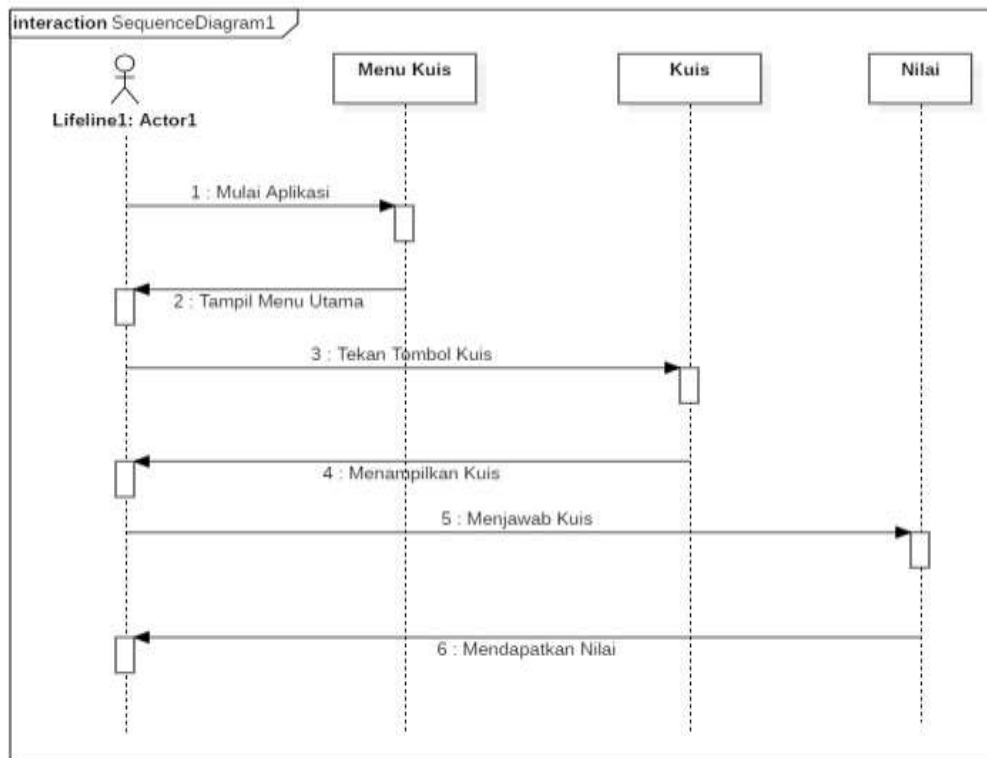 interaction SequenceDiagram1
Menu Kuis
Kuis
Nilai
Lifeline1: Actor1
1 : Mulai Aplikasi
2 : Tampil Menu Utama
3 : Tekan Tombol Kuis
4 : Menampilkan Kuis
5 : Menjawab Kuis
6 : Mendapatkan Nilai